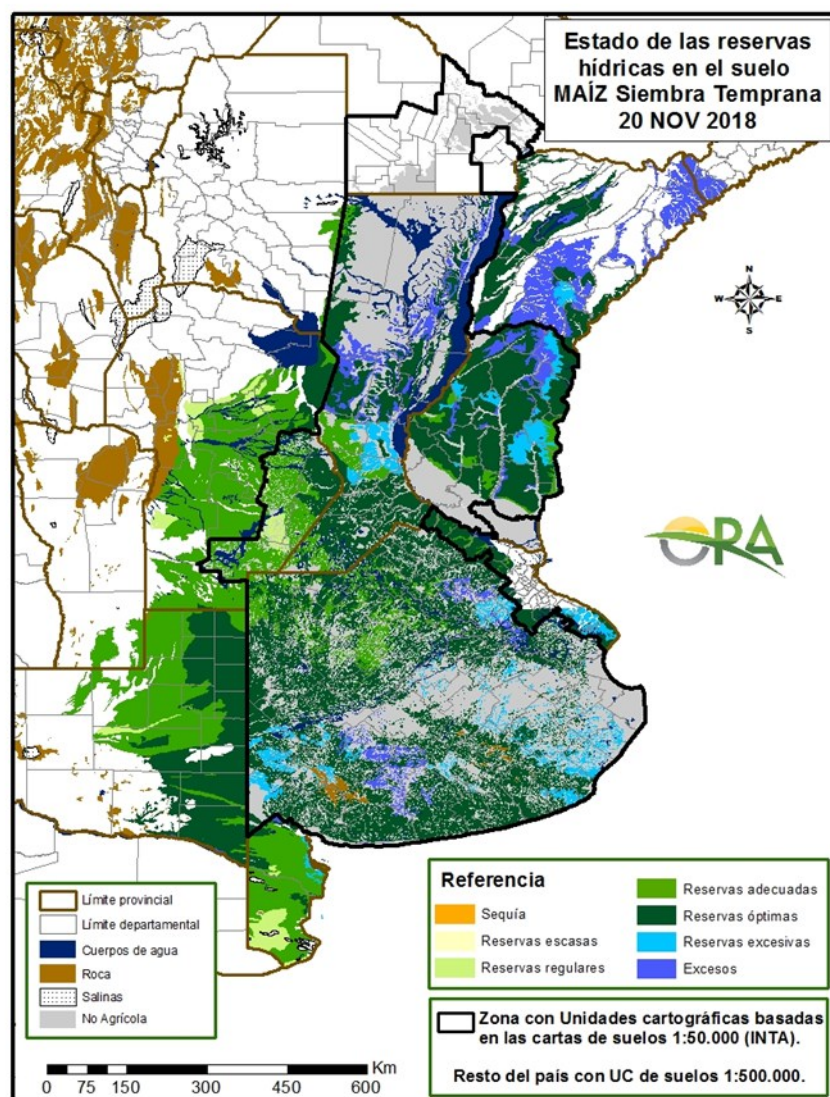 Estado de las reservas
hídricas en el suelo
MAÍZ Siembra Temprana
20 NOV 2018
N
W
E
S
ORA
Límite provincial
Límite departamental
Cuerpos de agua
Roca
Salinas
No Agrícola
Referencia
Sequía
Reservas escasas
Reservas regulares
Reservas adecuadas
Reservas óptimas
Reservas excesivas
Excesos
Zona con Unidades cartográficas basadas
en las cartas de suelos 1:50.000 (INTA).
Resto del país con UC de suelos 1:500.000.
Km
0 75 150 300 450 600